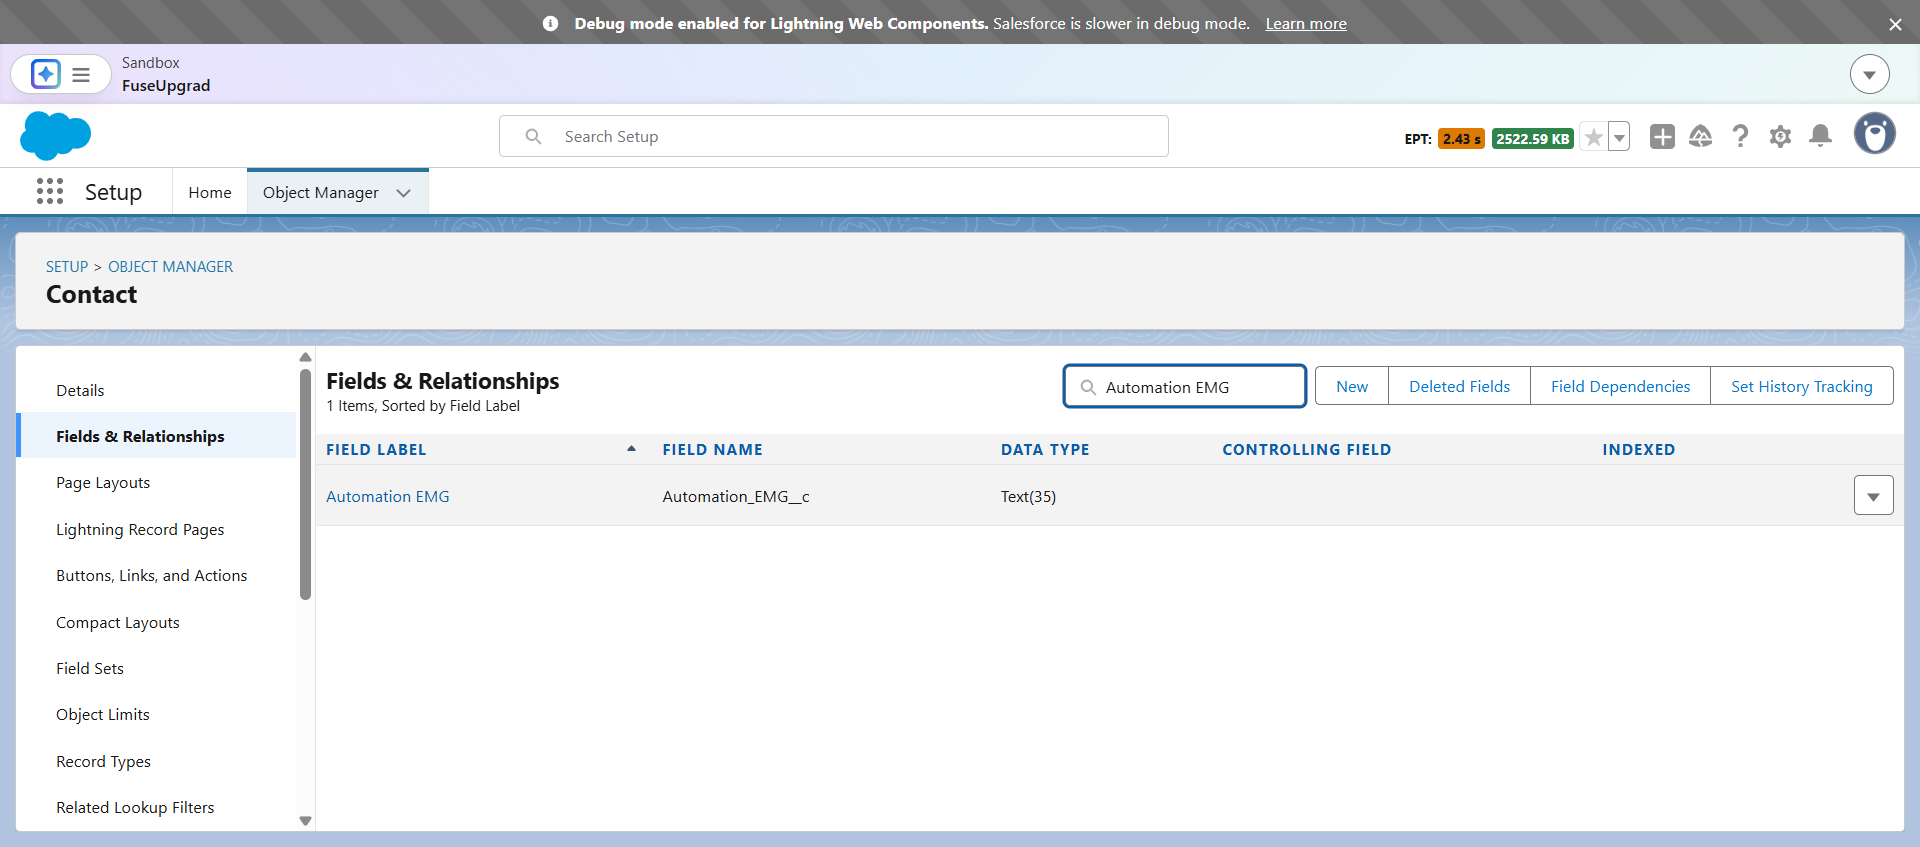 Debug mode enabled for Lightning Web Components. Salesforce is slower in debug mode. Learn more
Sandbox
FuseUpgrad
Search Setup
EPT: 2.43 s 2522.59 KB
Setup Home Object Manager
SETUP > OBJECT MANAGER
Contact
Details
Fields & Relationships
Page Layouts
Lightning Record Pages
Buttons, Links, and Actions
Compact Layouts
Field Sets
Object Limits
Record Types
Related Lookup Filters
Fields & Relationships
1 Items, Sorted by Field Label
Automation EMG
New Deleted Fields Field Dependencies Set History Tracking
FIELD LABEL FIELD NAME DATA TYPE CONTROLLING FIELD INDEXED
Automation EMG Automation_EMG__c Text(35)